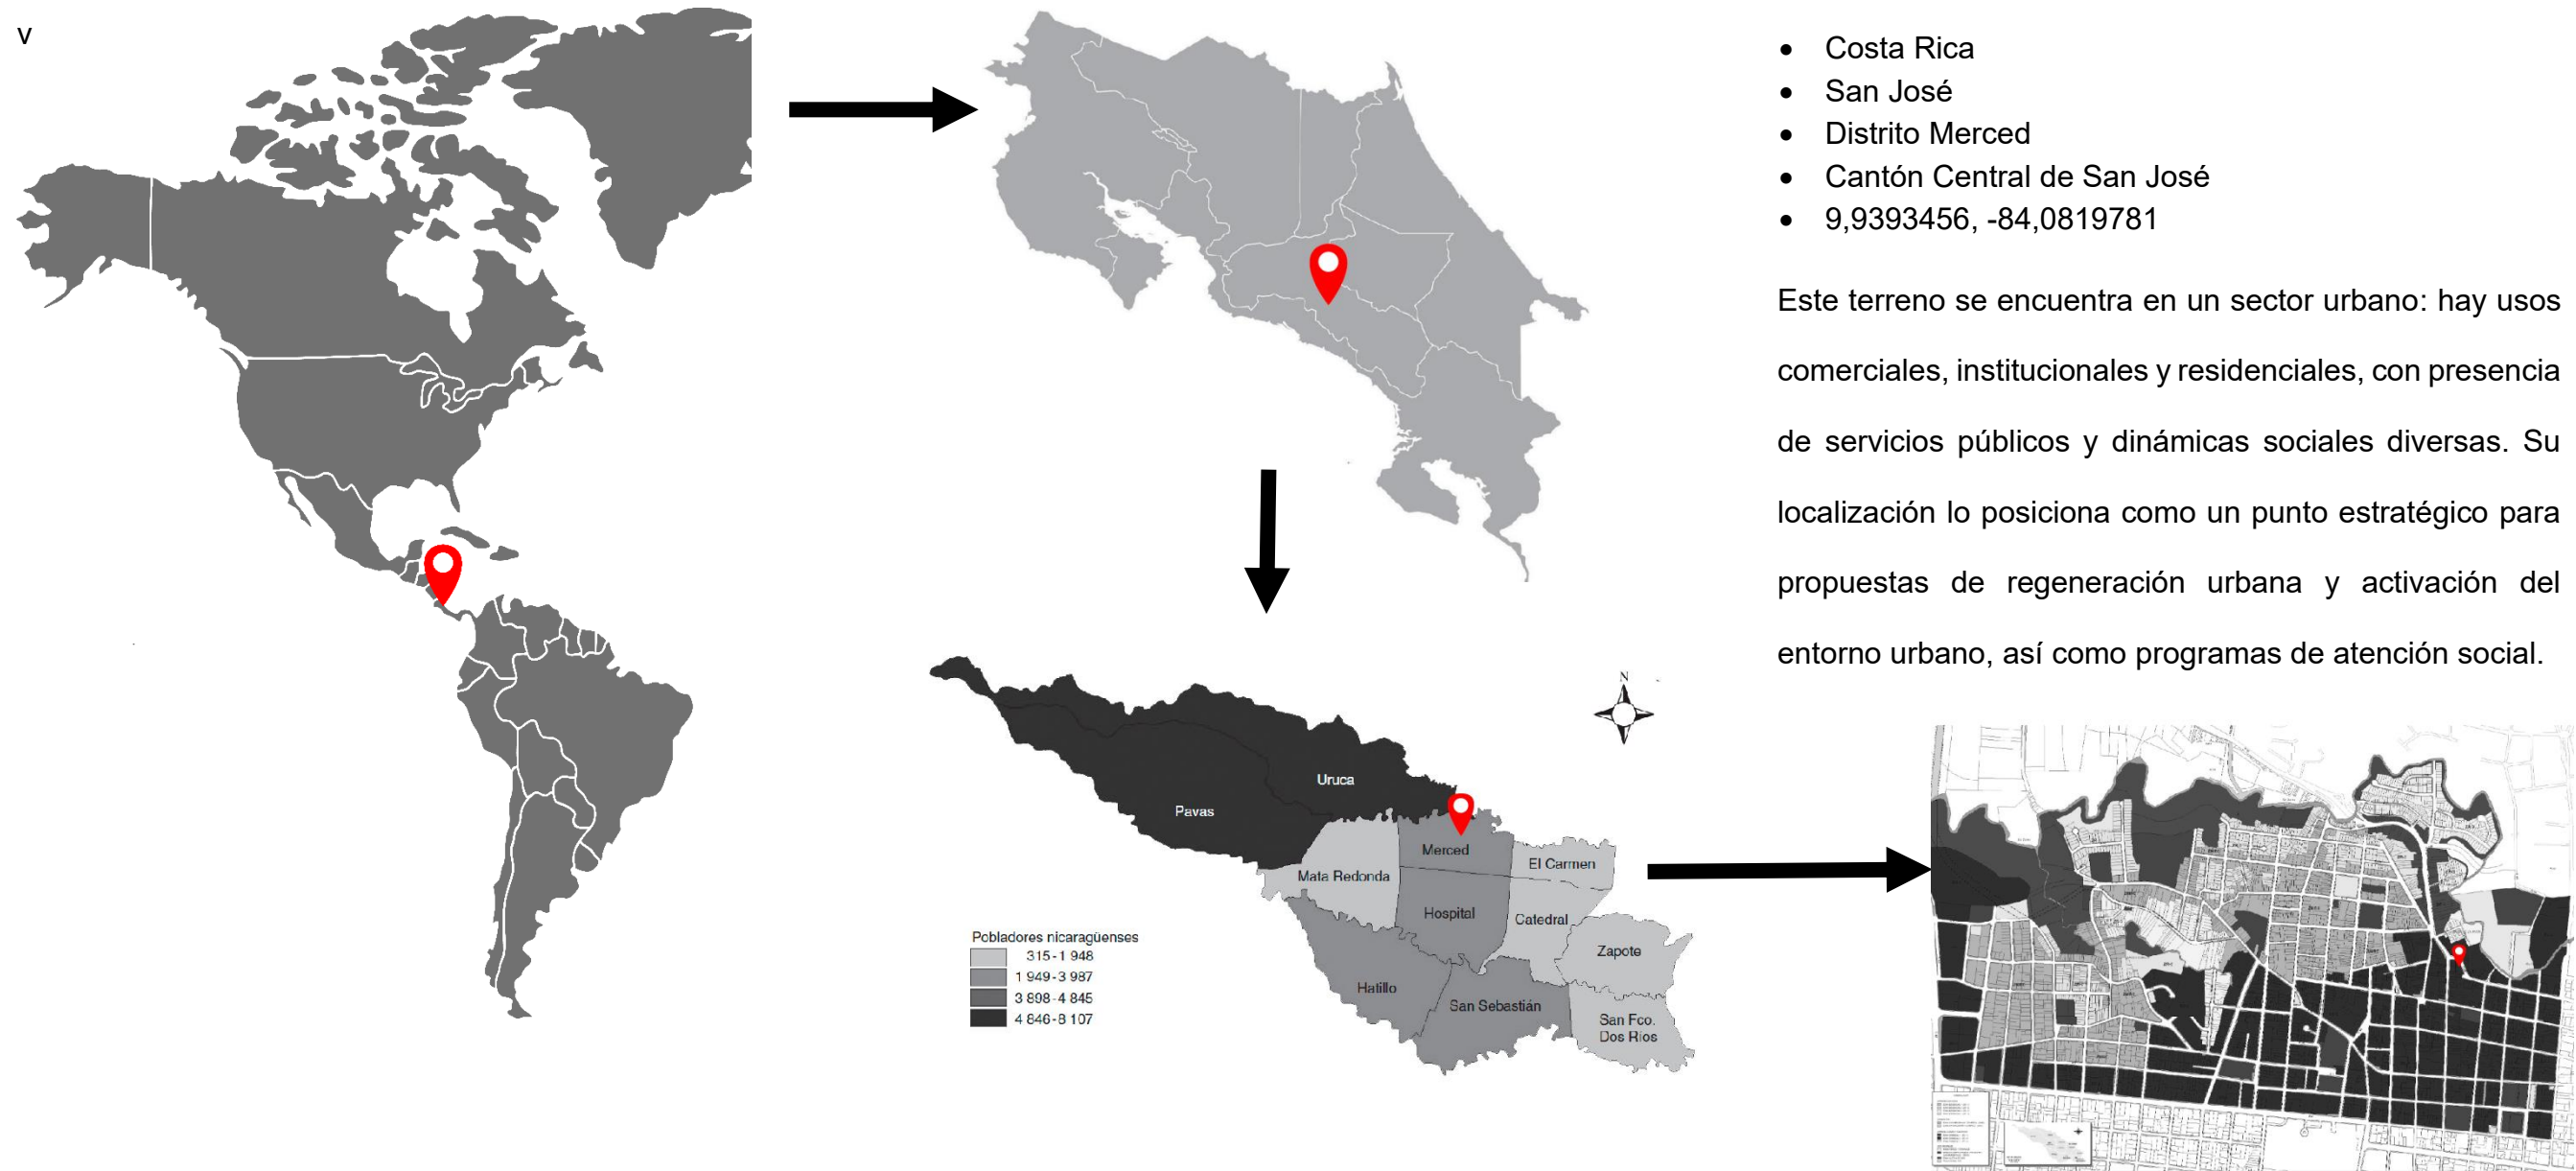 v
• Costa Rica
• San José
• Distrito Merced
• Cantón Central de San José
• 9,9393456, -84,0819781
Este terreno se encuentra en un sector urbano: hay usos
comerciales, institucionales y residenciales, con presencia
de servicios públicos y dinámicas sociales diversas. Su
localización lo posiciona como un punto estratégico para
propuestas de regeneración urbana y activación del
entorno urbano, así como programas de atención social.
N
Uruca
Pavas
Merced
El Carmen
Mata Redonda
Hospital
Catedral
Zapote
Hatillo
San Sebastián
San Fco.
Dos Ríos
Pobladores nicaragüenses
315-1 948
1 949-3 987
3 898-4 845
4 846-8 107